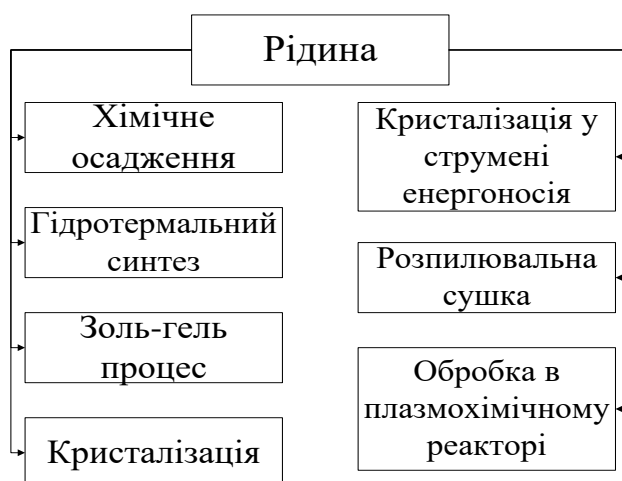 Рідина
Хімічне
осадження
Гідротермальний
синтез
Золь-гель
процес
Кристалізація
Кристалізація у
струмені
енергоносія
Розпилювальна
сушка
Обробка в
плазмохімічному
реакторі